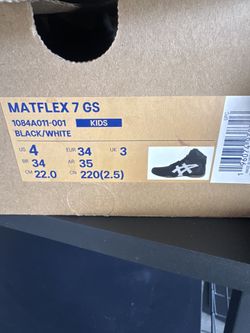 MATFLEX 7 GS
1084A011-001 KIDS
BLACK/WHITE
US 4 EUR 34 UK 3
BR 34 AR 35
CM 22.0 CN 220(2.5)